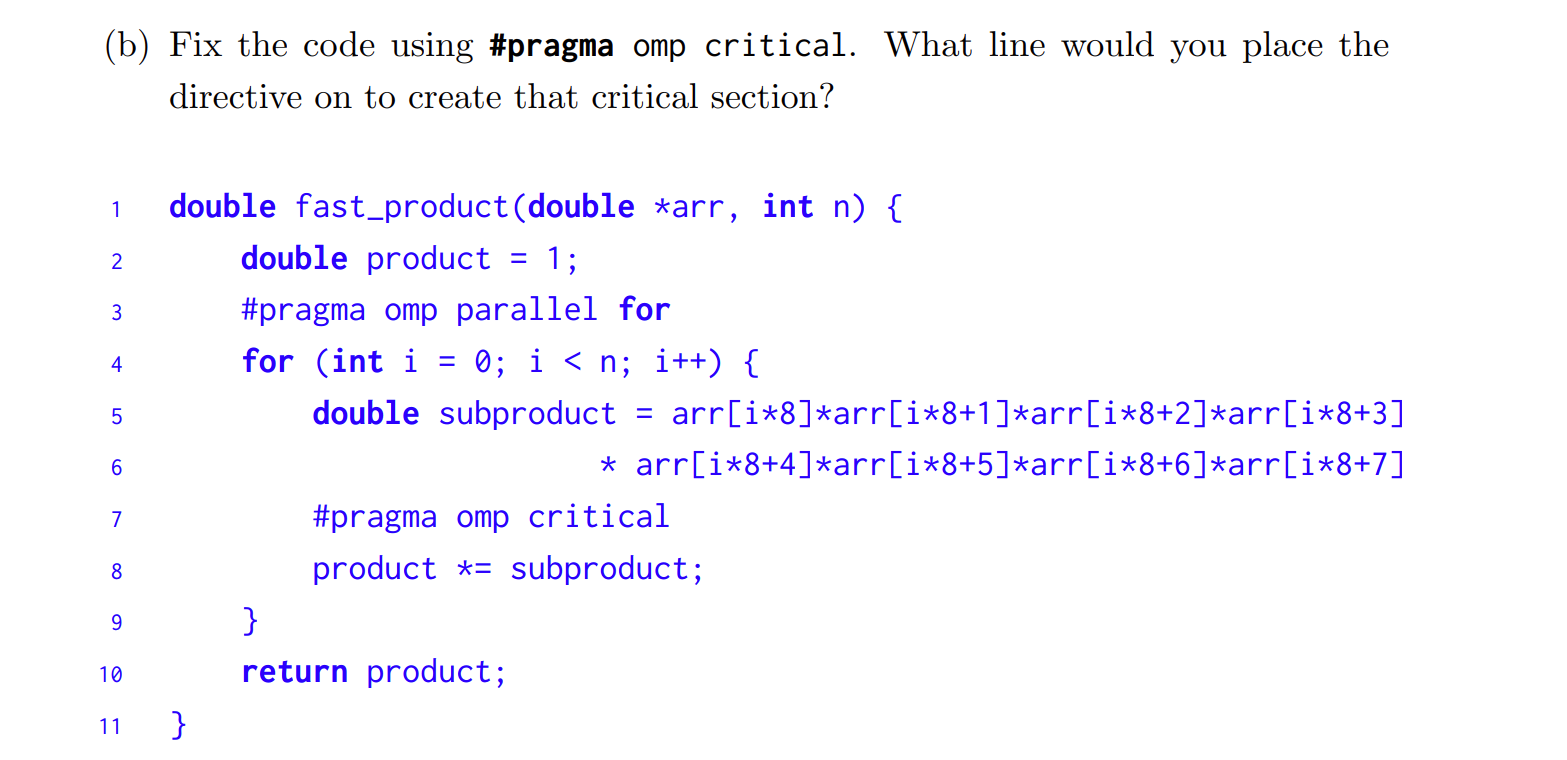 (b) Fix the code using #pragma omp critical. What line would you place the
directive on to create that critical section?
1 double fast_product(double *arr, int n) {
2 double product = 1;
3 #pragma omp parallel for
4 for (int i = 0; i < n; i++) {
5 double subproduct = arr[i*8]*arr[i*8+1]*arr[i*8+2]*arr[i*8+3]
6 * arr[i*8+4]*arr[i*8+5]*arr[i*8+6]*arr[i*8+7]
7 #pragma omp critical
8 product *= subproduct;
9 }
10 return product;
11 }